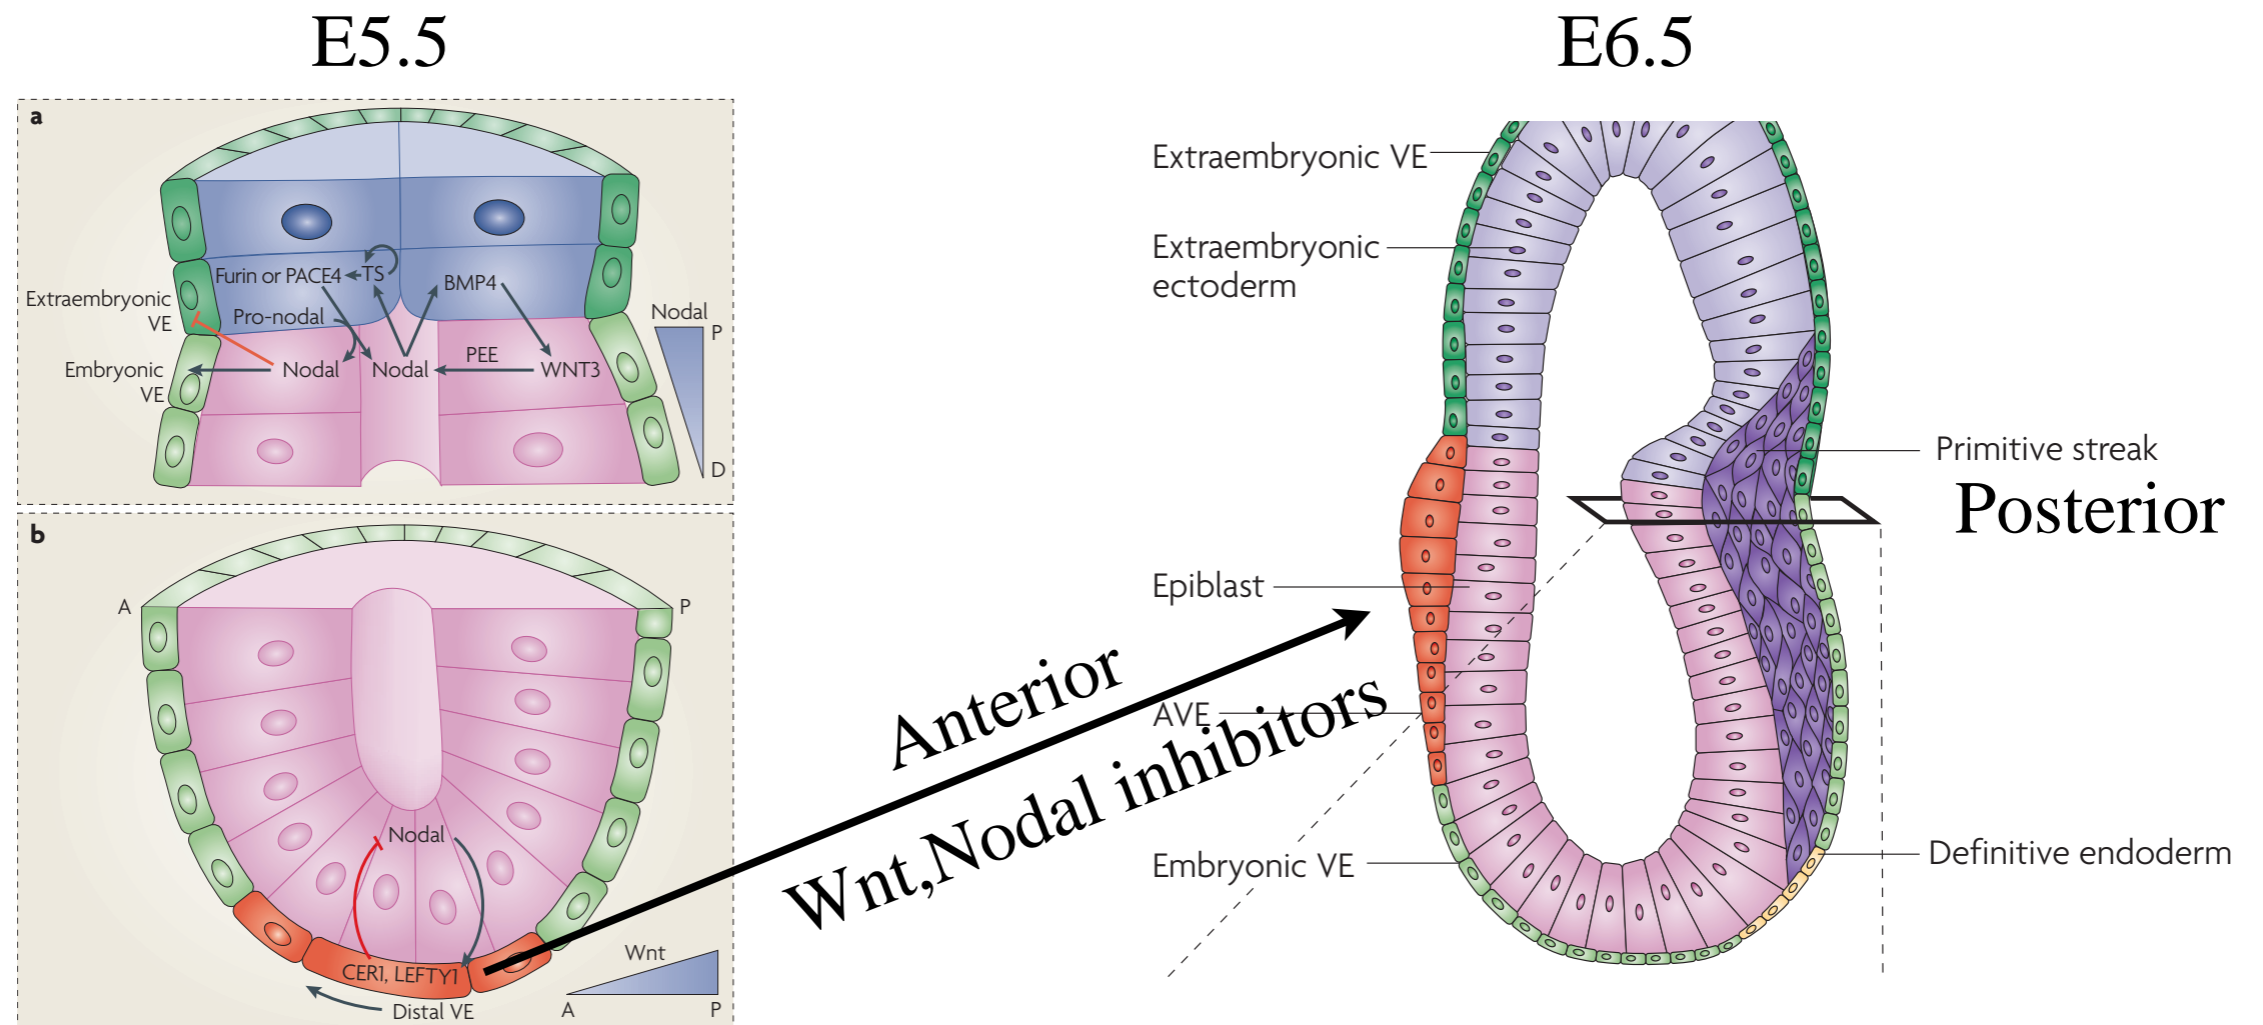 E5.5
E6.5
a
Furin or PACE4
TS
BMP4
Extraembryonic
VE
Pro-nodal
Nodal
P
Embryonic
VE
Nodal
Nodal
PEE
WNT3
D
b
A
P
Nodal
CER1, LEFTY1
Distal VE
Wnt
A
P
Anterior
Wnt,Nodal inhibitors
Extraembryonic VE
Extraembryonic
ectoderm
Epiblast
AVE
Embryonic VE
Primitive streak
Posterior
Definitive endoderm